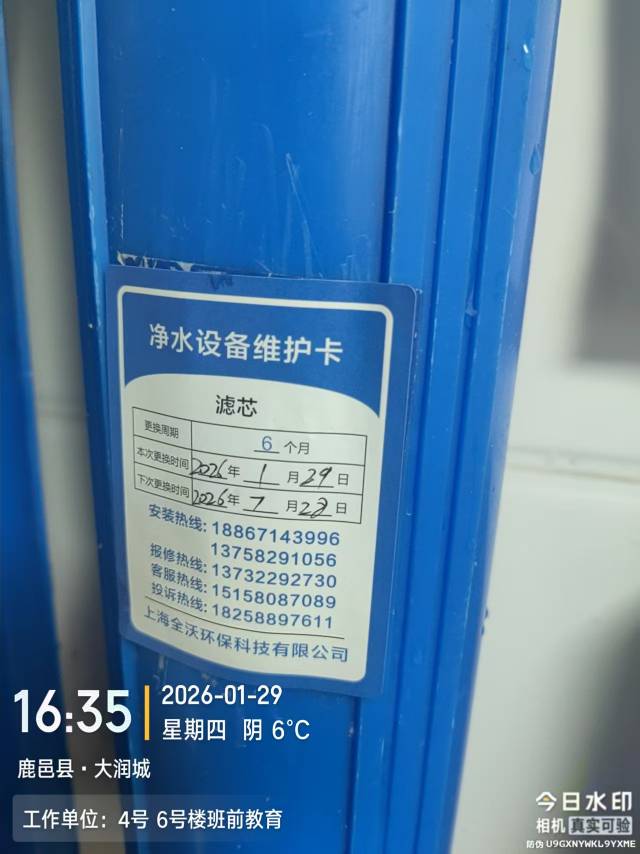 净水设备维护卡
滤芯
更换周期 6 个月
本次更换时间 2026年 1 月 29 日
下次更换时间 2026年 7 月 28 日
安装热线: 18867143996
13758291056
报修热线: 13732292730
客服热线: 15158087089
投诉热线: 18258897611
上海全沃环保科技有限公司
16:35
2026-01-29
星期四 阴 6°C
鹿邑县·大润城
工作单位: 4号 6号楼班前教育
今日水印
相机 真实可验
防伪 U9GXNYWKL9YXME